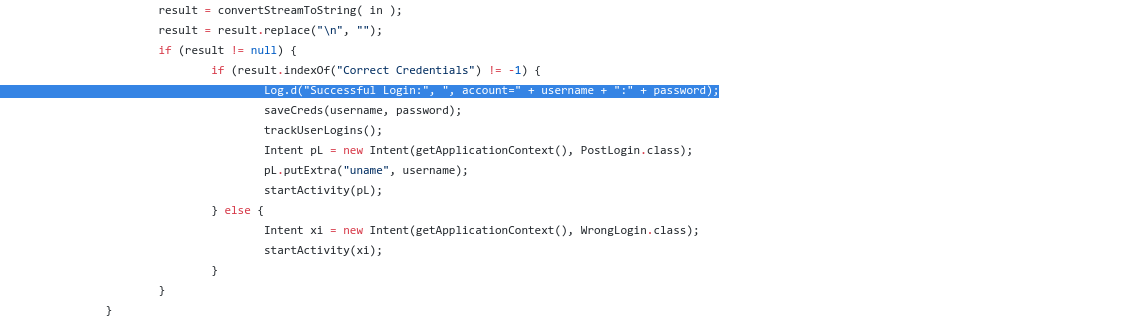 result = convertStreamToString( in );
result = result.replace("\n", "");
if (result != null) {
if (result.indexOf("Correct Credentials") != -1) {
Log.d("Successful Login:", ", account=" + username + ":" + password);
saveCreds(username, password);
trackUserLogins();
Intent pL = new Intent(getApplicationContext(), PostLogin.class);
pL.putExtra("uname", username);
startActivity(pL);
} else {
Intent xi = new Intent(getApplicationContext(), WrongLogin.class);
startActivity(xi);
}
}
}